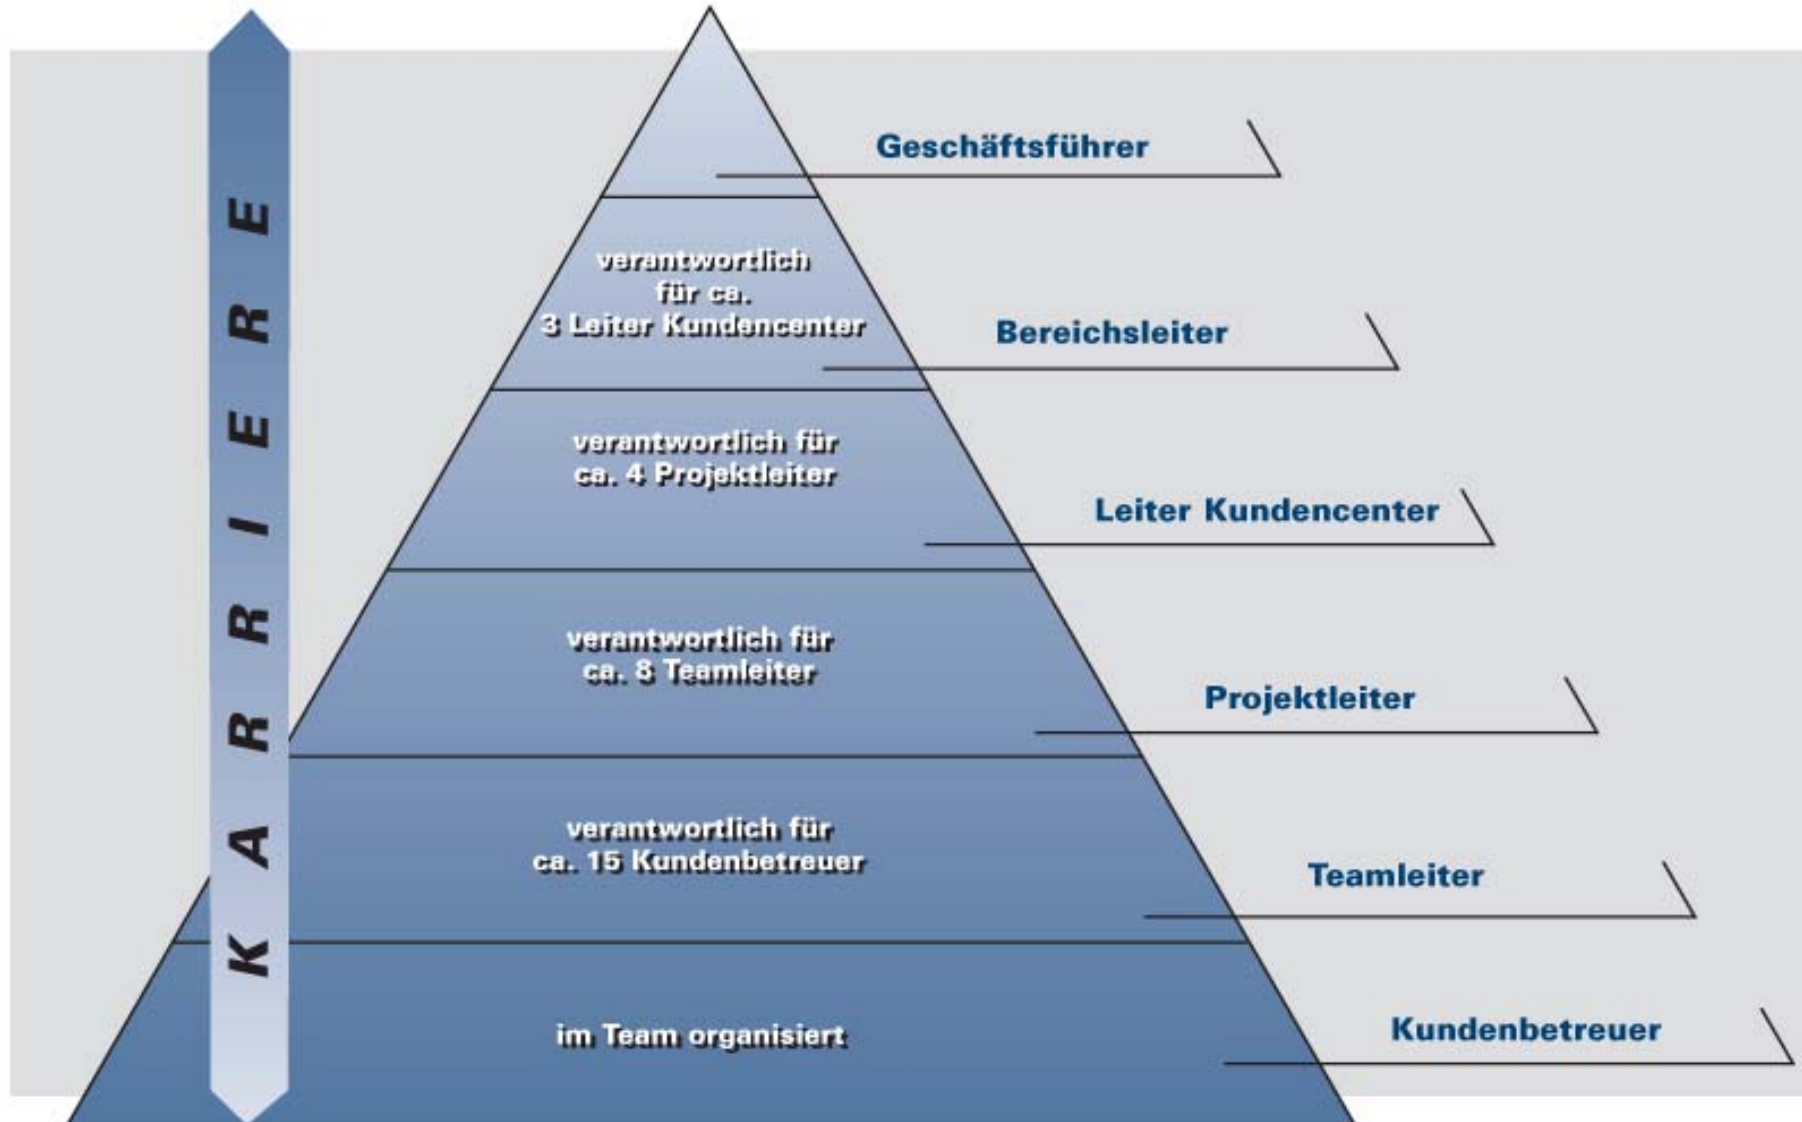 KARRIERE
Geschäftsführer
verantwortlich
für ca.
3 Leiter Kundencenter
Bereichsleiter
verantwortlich für
ca. 4 Projektleiter
Leiter Kundencenter
verantwortlich für
ca. 8 Teamleiter
Projektleiter
verantwortlich für
ca. 15 Kundenbetreuer
Teamleiter
im Team organisiert
Kundenbetreuer